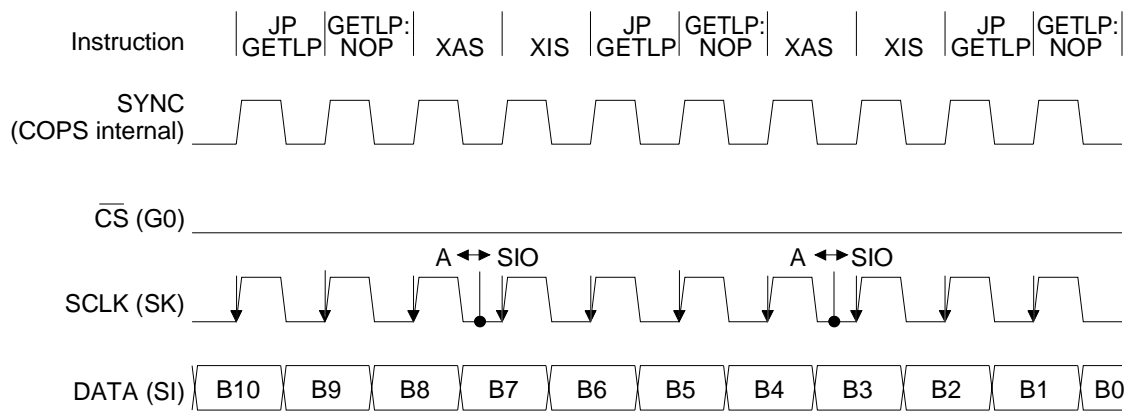 Instruction
JP GETLP: JP GETLP: JP GETLP:
GETLP NOP XAS XIS GETLP NOP XAS XIS GETLP NOP
SYNC
(COPS internal)
CS (G0)
A SIO A SIO
SCLK (SK)
DATA (SI) B10 B9 B8 B7 B6 B5 B4 B3 B2 B1 B0